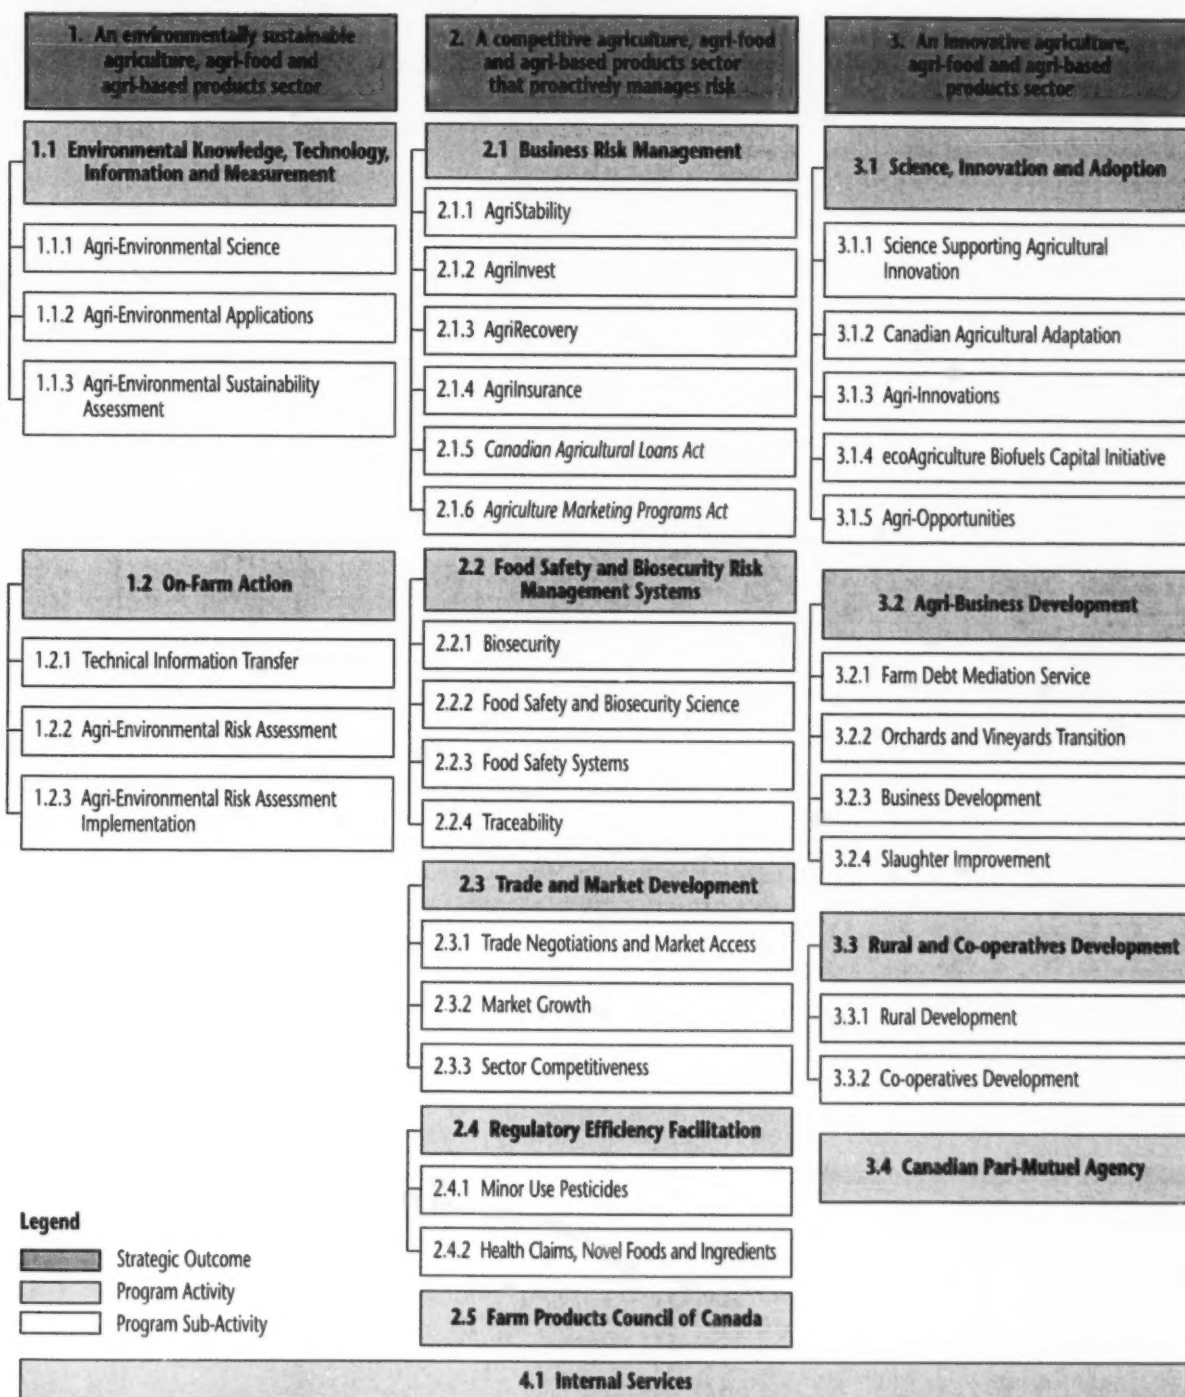 1. An environmentally sustainable
agriculture, agri-food and
agri-based products sector
1.1 Environmental Knowledge, Technology,
Information and Measurement
1.1.1 Agri-Environmental Science
1.1.2 Agri-Environmental Applications
1.1.3 Agri-Environmental Sustainability
Assessment
1.2 On-Farm Action
1.2.1 Technical Information Transfer
1.2.2 Agri-Environmental Risk Assessment
1.2.3 Agri-Environmental Risk Assessment
Implementation
2. A competitive agriculture, agri-food
and agri-based products sector
that proactively manages risk
2.1 Business Risk Management
2.1.1 AgriStability
2.1.2 AgriInvest
2.1.3 AgriRecovery
2.1.4 AgriInsurance
2.1.5 Canadian Agricultural Loans Act
2.1.6 Agriculture Marketing Programs Act
2.2 Food Safety and Biosecurity Risk
Management Systems
2.2.1 Biosecurity
2.2.2 Food Safety and Biosecurity Science
2.2.3 Food Safety Systems
2.2.4 Traceability
2.3 Trade and Market Development
2.3.1 Trade Negotiations and Market Access
2.3.2 Market Growth
2.3.3 Sector Competitiveness
2.4 Regulatory Efficiency Facilitation
2.4.1 Minor Use Pesticides
2.4.2 Health Claims, Novel Foods and Ingredients
2.5 Farm Products Council of Canada
3. An innovative agriculture,
agri-food and agri-based
products sector
3.1 Science, Innovation and Adoption
3.1.1 Science Supporting Agricultural
Innovation
3.1.2 Canadian Agricultural Adaptation
3.1.3 Agri-Innovations
3.1.4 ecoAgriculture Biofuels Capital Initiative
3.1.5 Agri-Opportunities
3.2 Agri-Business Development
3.2.1 Farm Debt Mediation Service
3.2.2 Orchards and Vineyards Transition
3.2.3 Business Development
3.2.4 Slaughter Improvement
3.3 Rural and Co-operatives Development
3.3.1 Rural Development
3.3.2 Co-operatives Development
3.4 Canadian Pari-Mutuel Agency
Legend
Strategic Outcome
Program Activity
Program Sub-Activity
4.1 Internal Services